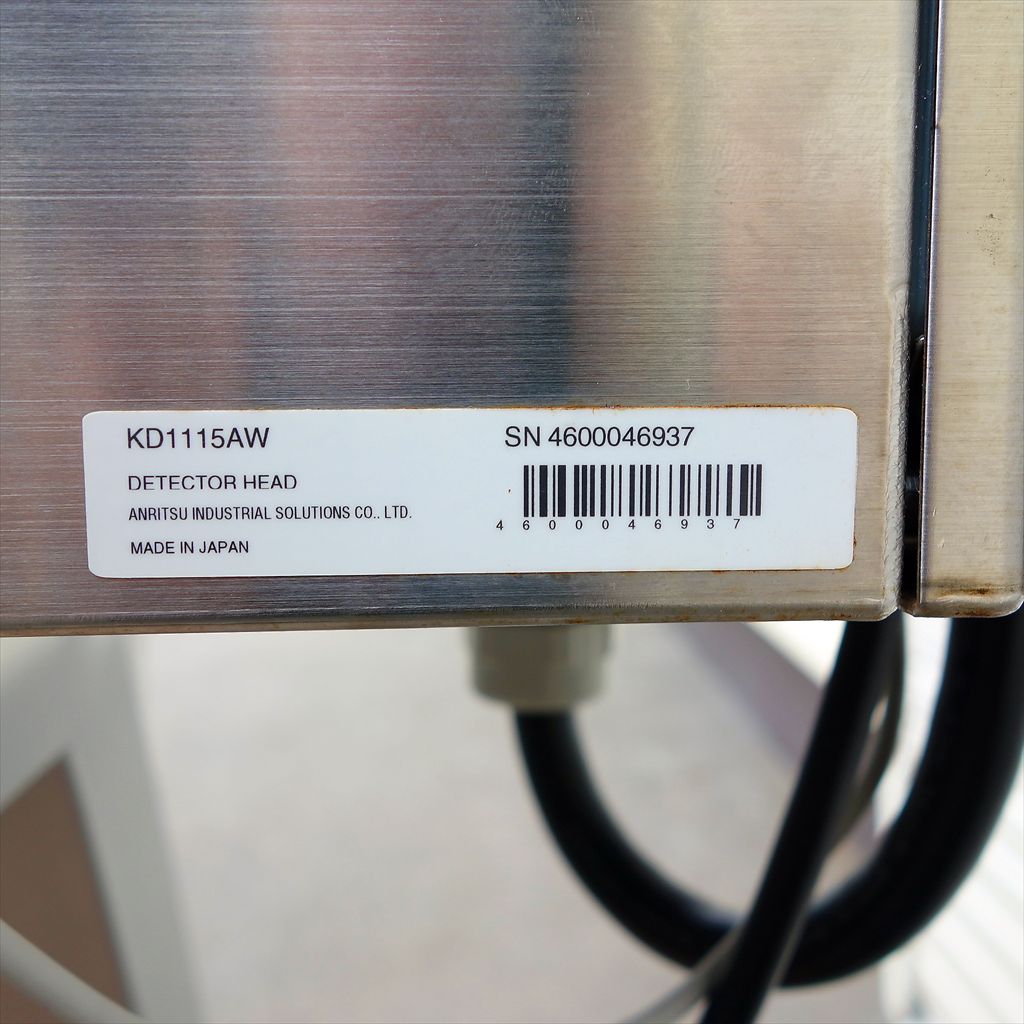 KD1115AW
SN 4600046937
DETECTOR HEAD
ANRITSU INDUSTRIAL SOLUTIONS CO., LTD.
4600046937
MADE IN JAPAN